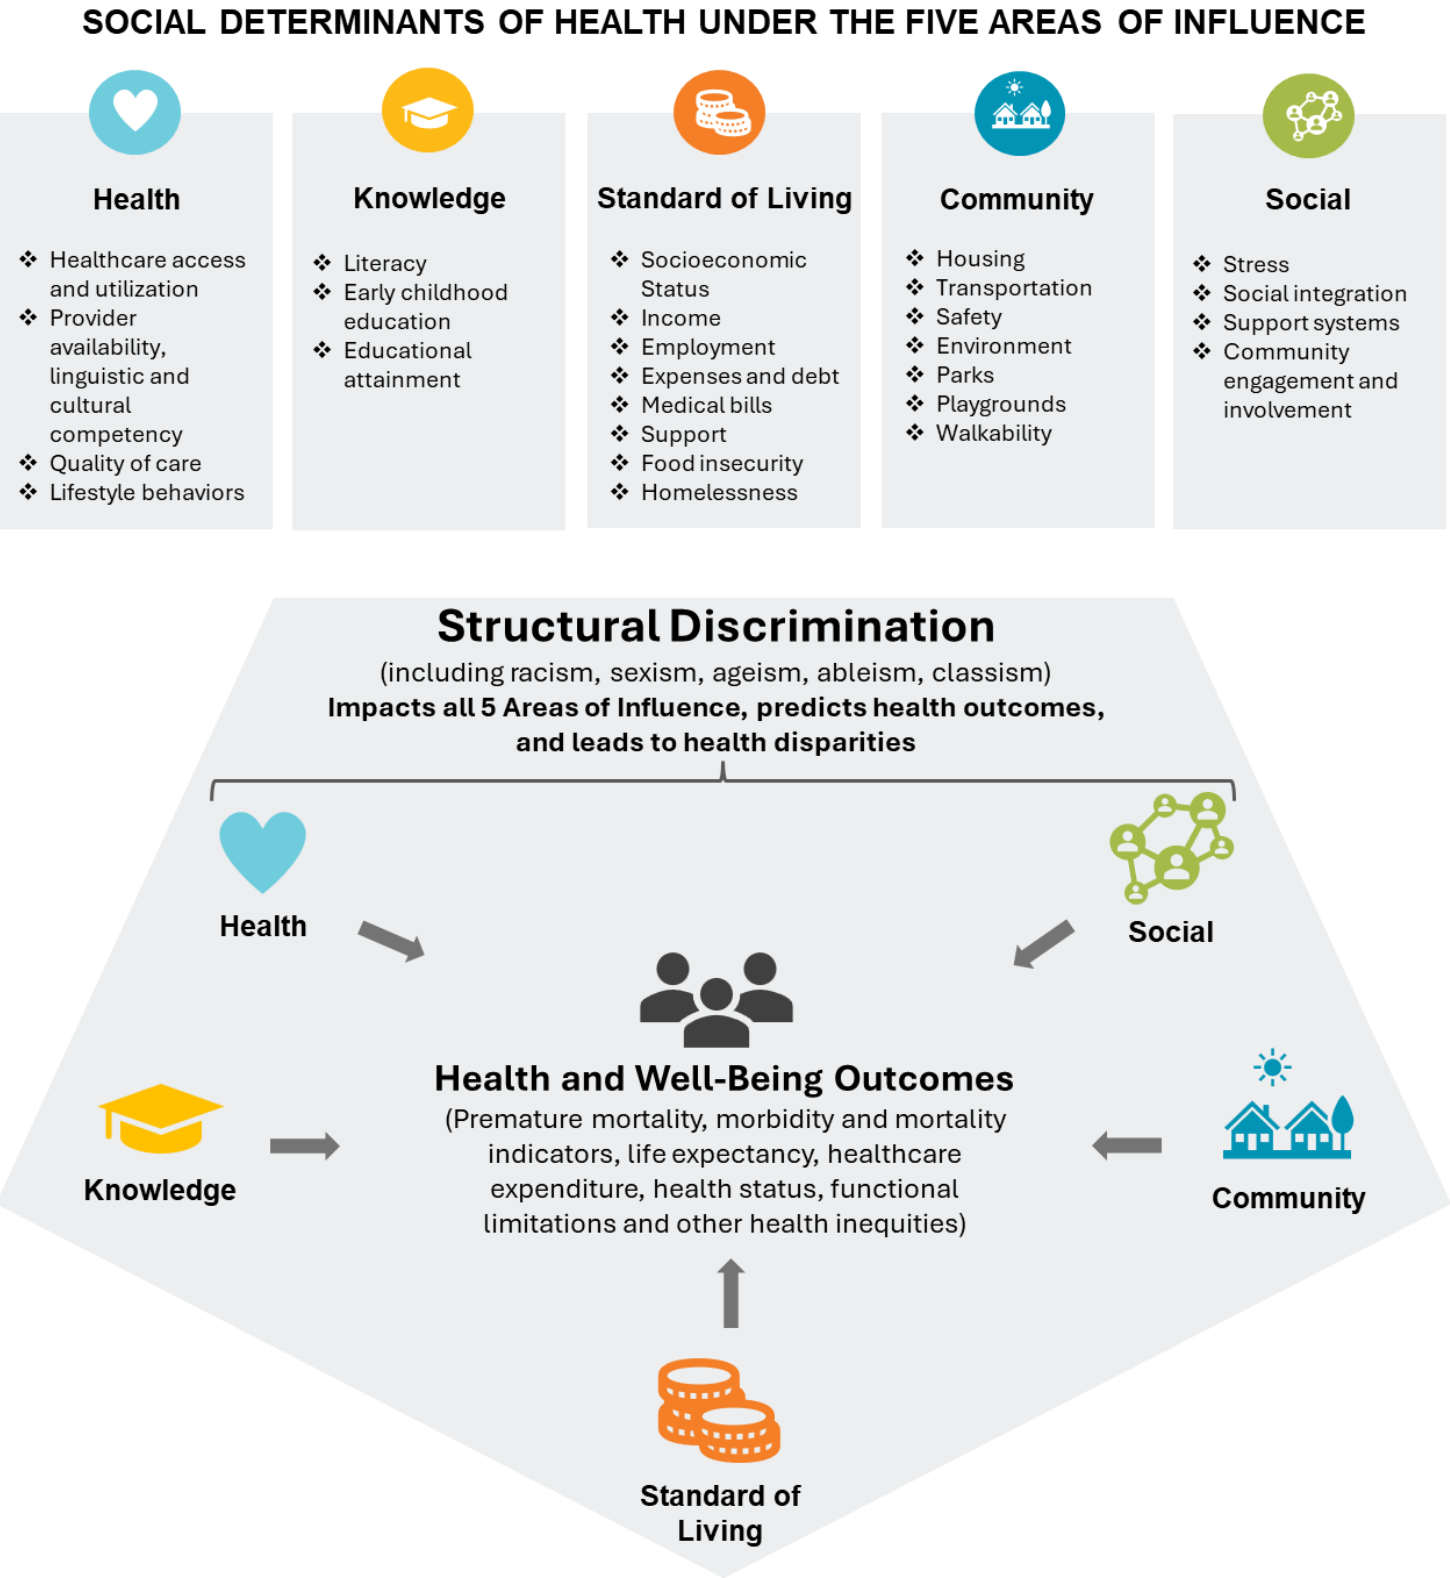 SOCIAL DETERMINANTS OF HEALTH UNDER THE FIVE AREAS OF INFLUENCE
Health
❖ Healthcare access
and utilization
❖ Provider
availability,
linguistic and
cultural
competency
❖ Quality of care
❖ Lifestyle behaviors
Knowledge
❖ Literacy
❖ Early childhood
education
❖ Educational
attainment
Standard of Living
❖ Socioeconomic
Status
❖ Income
❖ Employment
❖ Expenses and debt
❖ Medical bills
❖ Support
❖ Food insecurity
❖ Homelessness
Community
❖ Housing
❖ Transportation
❖ Safety
❖ Environment
❖ Parks
❖ Playgrounds
❖ Walkability
Social
❖ Stress
❖ Social integration
❖ Support systems
❖ Community
engagement and
involvement
Structural Discrimination
(including racism, sexism, ageism, ableism, classism)
Impacts all 5 Areas of Influence, predicts health outcomes,
and leads to health disparities
Health
Social
Health and Well-Being Outcomes
(Premature mortality, morbidity and mortality
indicators, life expectancy, healthcare
expenditure, health status, functional
limitations and other health inequities)
Knowledge
Community
Standard of
Living